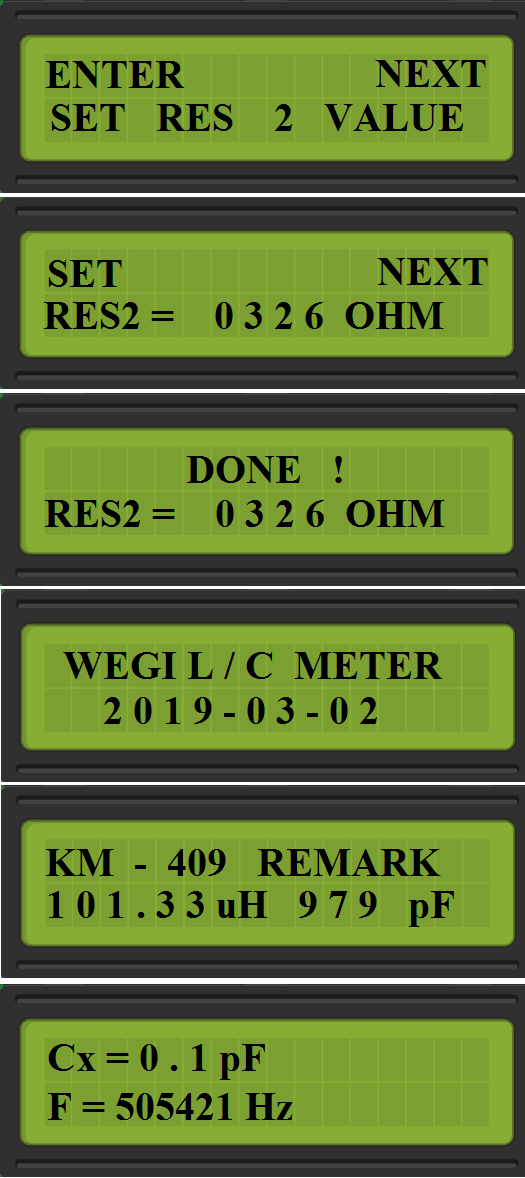 ENTER NEXT
SET RES 2 VALUE
SET NEXT
RES2 = 0326 OHM
DONE !
RES2 = 0326 OHM
WEGI L / C METER
2019-03-02
KM - 409 REMARK
101.33uH 979 pF
Cx = 0.1 pF
F = 505421 Hz